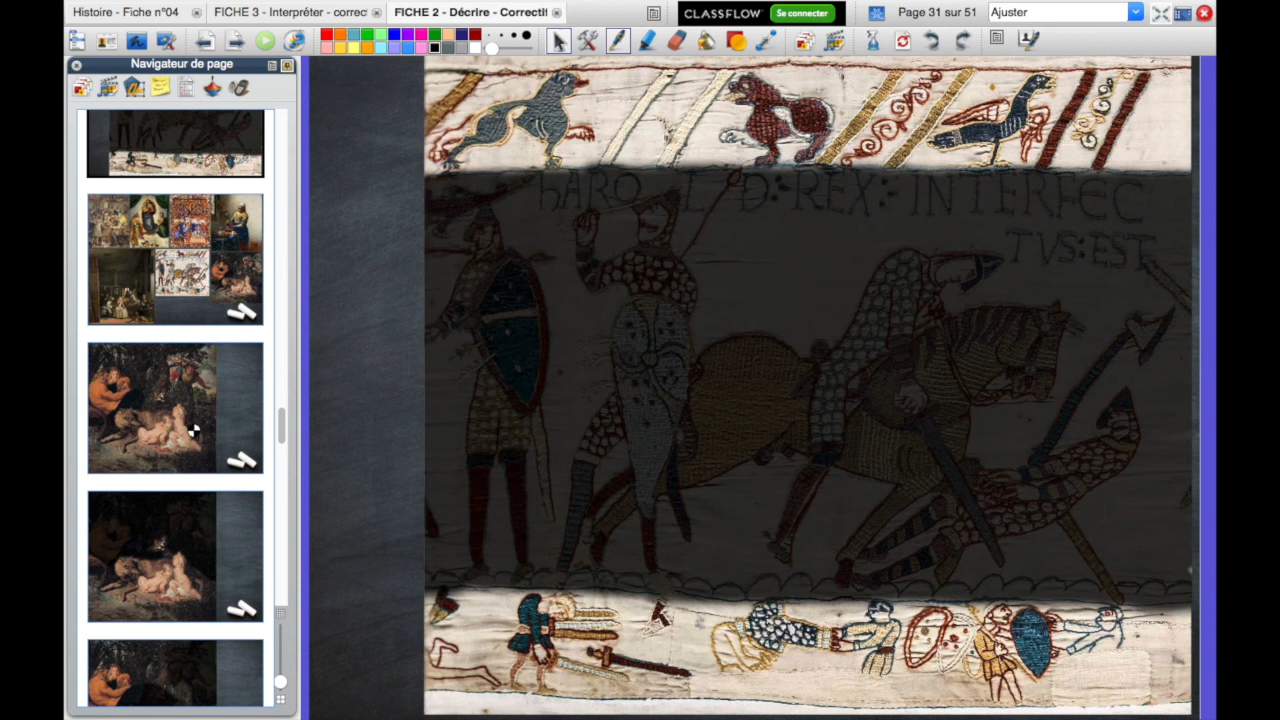 Histoire - Fiche n°04
FICHE 3 - Interpréter - correc
FICHE 2 - Décrire - Correctif
CLASSFLOW
Se connecter
Page 31 sur 51
Ajuster
Navigateur de page
HAROLD:REX:INTERFEC
TVS:EST